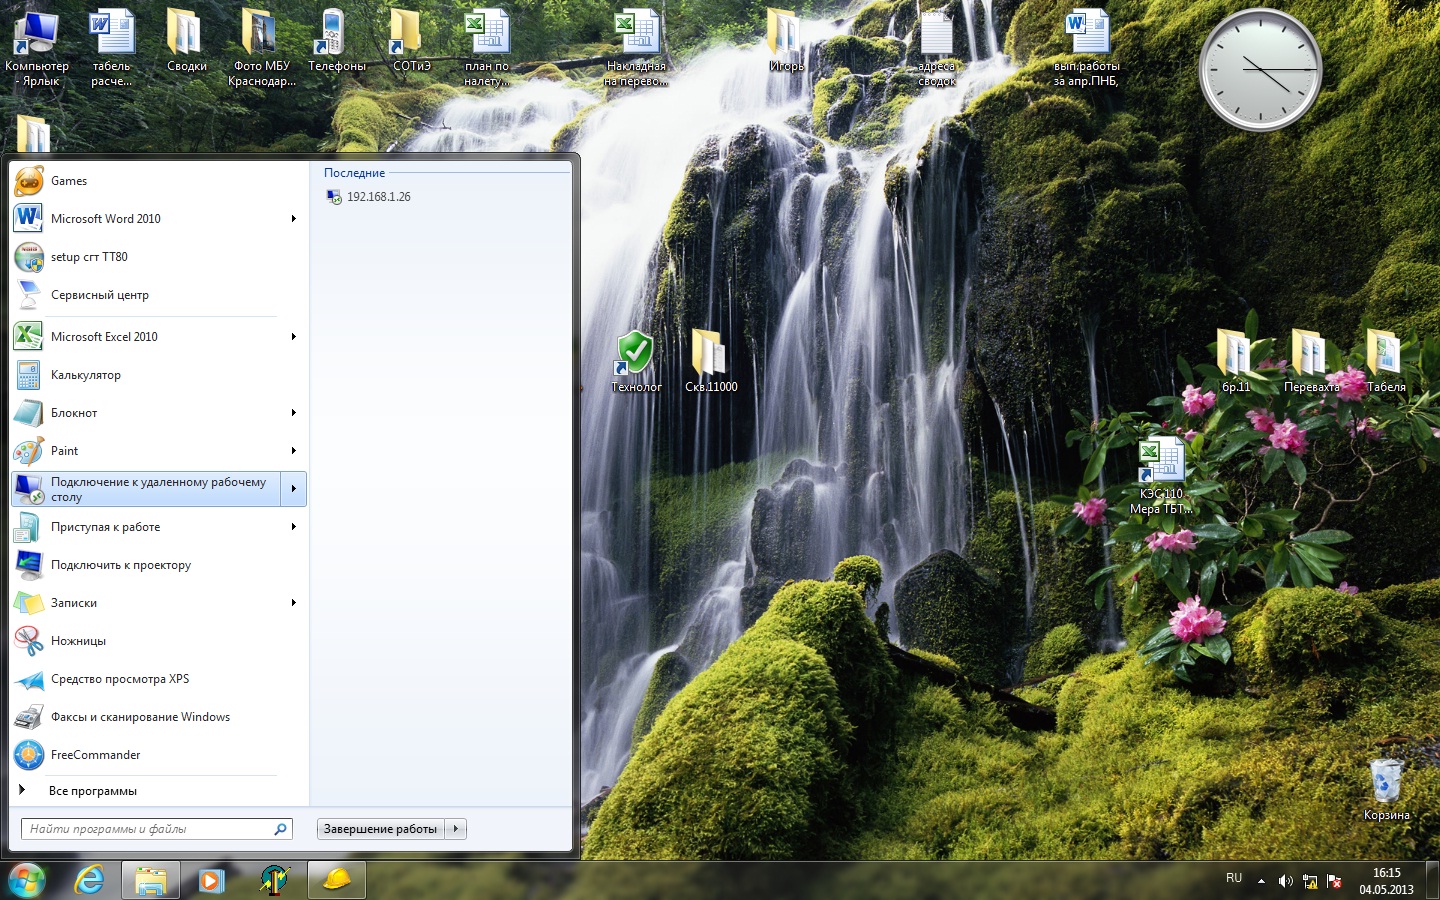 Компьютер
- Ярлык
табель
расче...
Сводки
Фото МБУ
Краснодар...
Телефоны
СОТиЭ
план по
налету...
Накладная
на перево...
Игорь
адреса
сводок
вып.работы
за апр.ПНБ,
Games
Microsoft Word 2010
setup сгт ТТ80
Сервисный центр
Microsoft Excel 2010
Калькулятор
Блокнот
Paint
Подключение к удаленному рабочему
столу
Приступая к работе
Подключить к проектору
Записки
Ножницы
Средство просмотра XPS
Факсы и сканирование Windows
FreeCommander
Все программы
Найти программы и файлы
Последние
192.168.1.26
Завершение работы
Технолог
Скв.11000
бр.11
Перевахта
Табеля
КЭС 110
Мера ТБТ...
Корзина
RU
16:15
04.05.2013